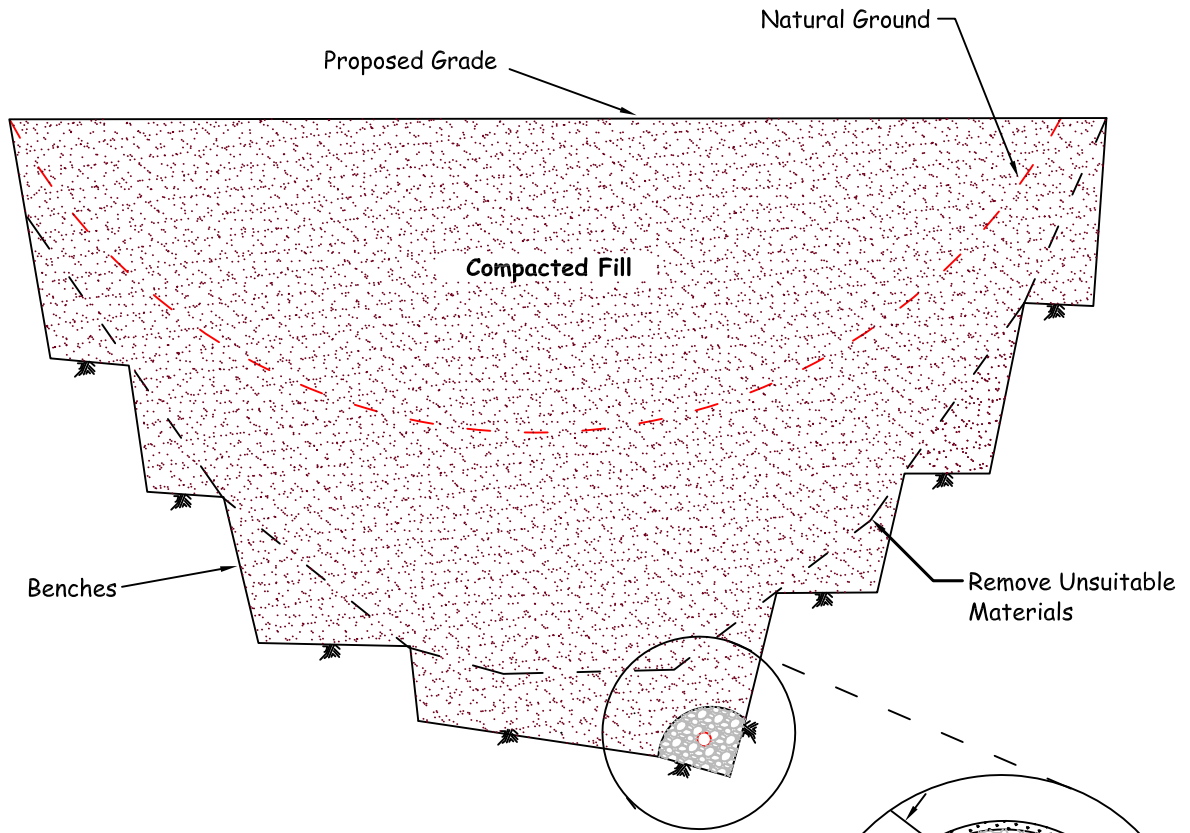 Natural Ground
Proposed Grade
Compacted Fill
Benches
Remove Unsuitable
Materials